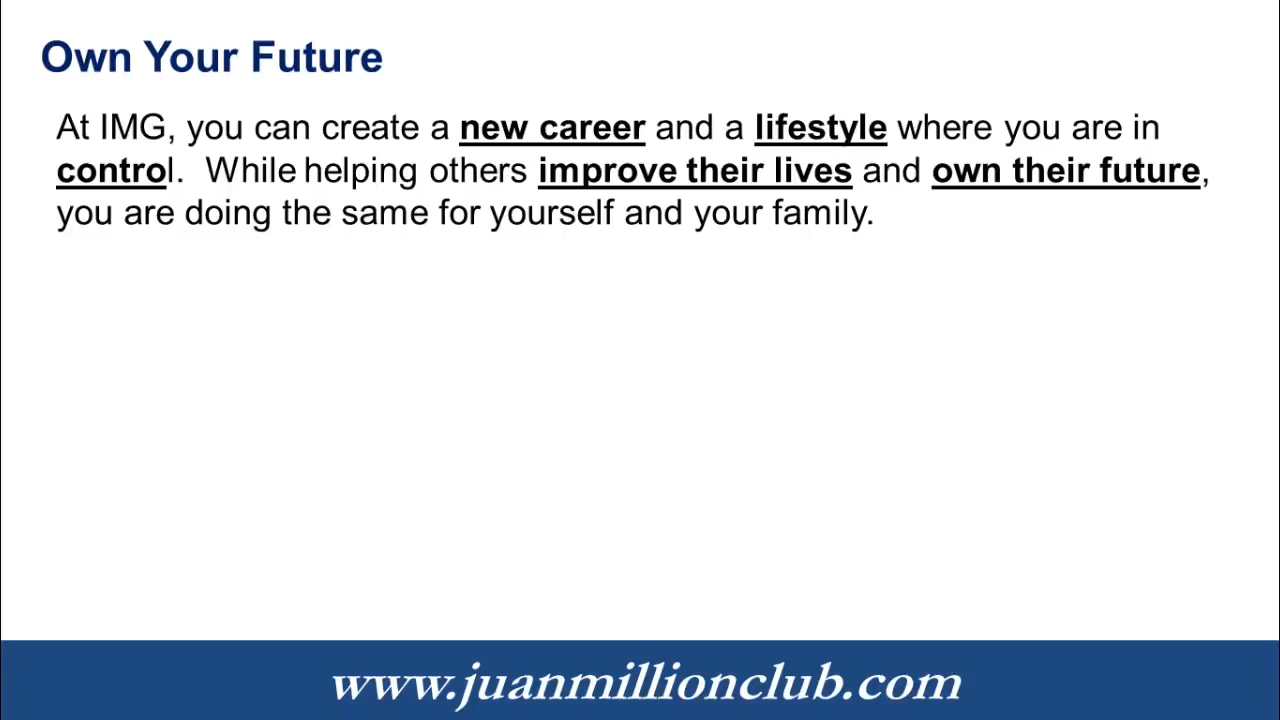 Own Your Future
At IMG, you can create a new career and a lifestyle where you are in
control. While helping others improve their lives and own their future,
you are doing the same for yourself and your family.
www.juanmillionclub.com